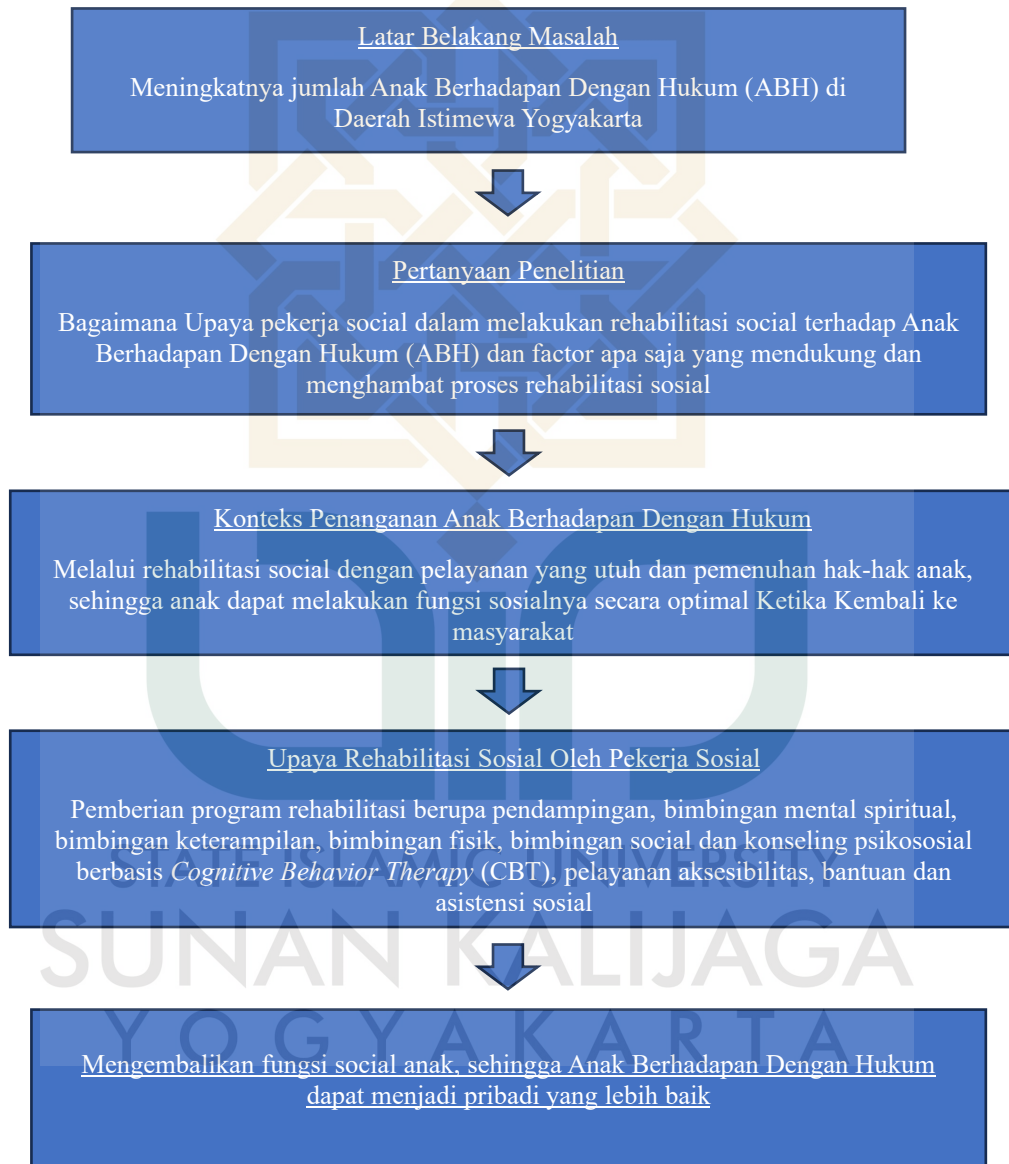 Latar Belakang Masalah
Meningkatnya jumlah Anak Berhadapan Dengan Hukum (ABH) di
Daerah Istimewa Yogyakarta
Pertanyaan Penelitian
Bagaimana Upaya pekerja social dalam melakukan rehabilitasi social terhadap Anak
Berhadapan Dengan Hukum (ABH) dan factor apa saja yang mendukung dan
menghambat proses rehabilitasi sosial
Konteks Penanganan Anak Berhadapan Dengan Hukum
Melalui rehabilitasi social dengan pelayanan yang utuh dan pemenuhan hak-hak anak,
sehingga anak dapat melakukan fungsi sosialnya secara optimal Ketika Kembali ke
masyarakat
Upaya Rehabilitasi Sosial Oleh Pekerja Sosial
Pemberian program rehabilitasi berupa pendampingan, bimbingan mental spiritual,
bimbingan keterampilan, bimbingan fisik, bimbingan social dan konseling psikososial
berbasis Cognitive Behavior Therapy (CBT), pelayanan aksesibilitas, bantuan dan
asistensi sosial
STATE ISLAMIC UNIVERSITY
SUNAN KALIJAGA
YOGYAKARTA
Mengembalikan fungsi social anak, sehingga Anak Berhadapan Dengan Hukum
dapat menjadi pribadi yang lebih baik